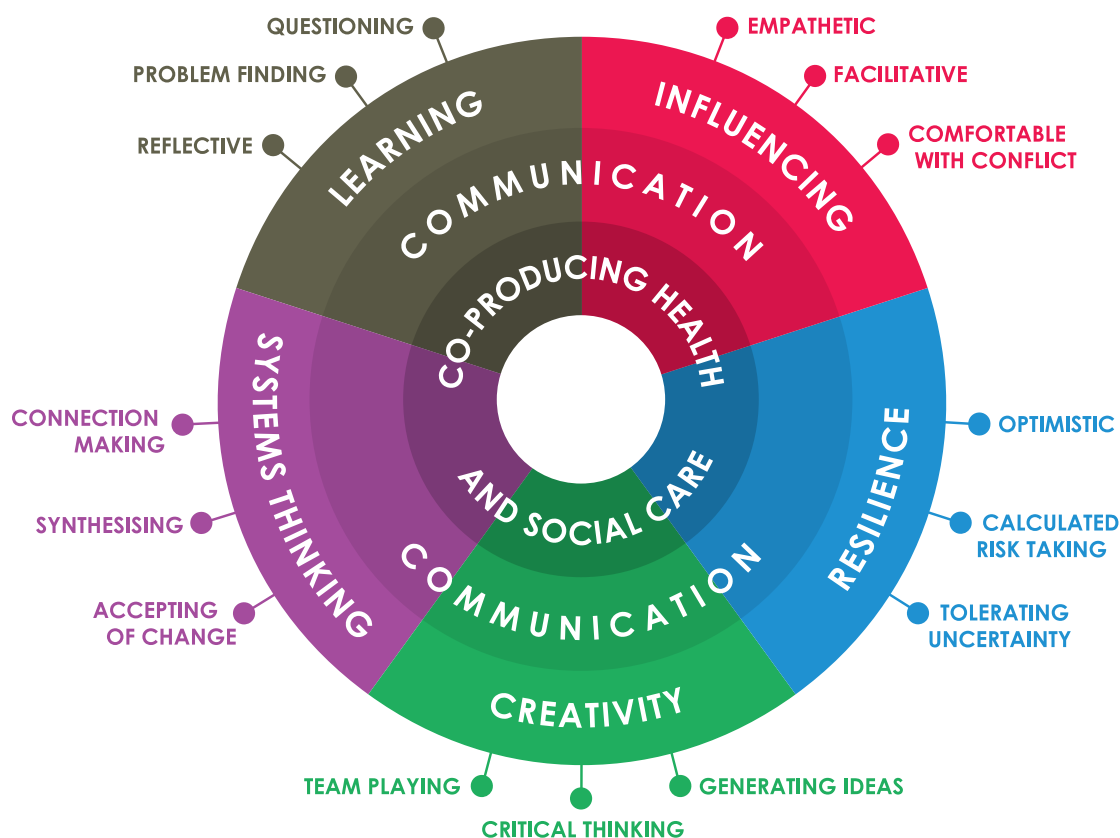 QUESTIONING
PROBLEM FINDING
REFLECTIVE
EMPATHETIC
FACILITATIVE
COMFORTABLE
WITH CONFLICT
LEARNING
INFLUENCING
COMMUNICATION
CO-PRODUCING HEALTH
AND SOCIAL CARE
COMMUNICATION
SYSTEMS THINKING
RESILIENCE
CREATIVITY
CONNECTION
MAKING
SYNTHESISING
ACCEPTING
OF CHANGE
OPTIMISTIC
CALCULATED
RISK TAKING
TOLERATING
UNCERTAINTY
TEAM PLAYING
CRITICAL THINKING
GENERATING IDEAS